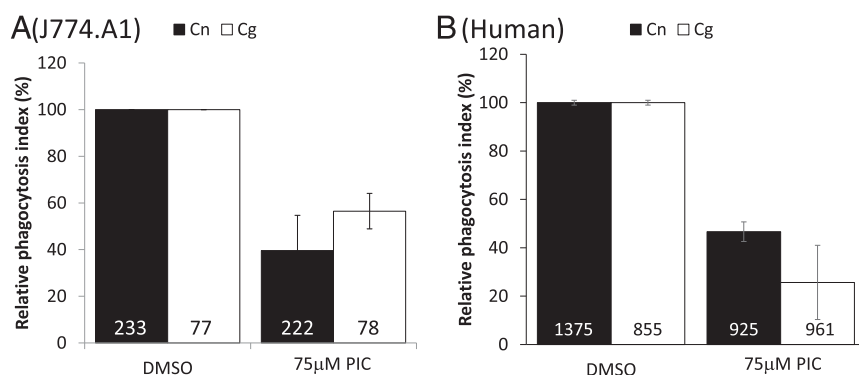 A (J774.A1)
Cn Cg
Relative phagocytosis index (%)
120
100
80
60
40
20
0
233 77 222 78
DMSO 75μM PIC
B (Human)
Cn Cg
Relative phagocytosis index (%)
120
100
80
60
40
20
0
1375 855 925 961
DMSO 75μM PIC